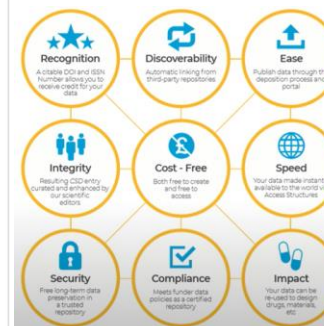 Recognition
A citable DOI and ISSN
Number allows you to
receive credit for your
data
Discoverability
Automatic linking from
third-party repositories
Ease
Publish data through the
deposition process and
portal
Integrity
Resulting CSD entry
curated and enhanced by
our scientific
editors
Cost - Free
Both free to create
and free to
access
Speed
Your data made instantly
available to the world via
Access Structures
Security
Free long-term data
preservation in
a trusted
repository
Compliance
Meets funder data
policies as a certified
repository
Impact
Your data can be
re-used to design
drugs, materials,
etc